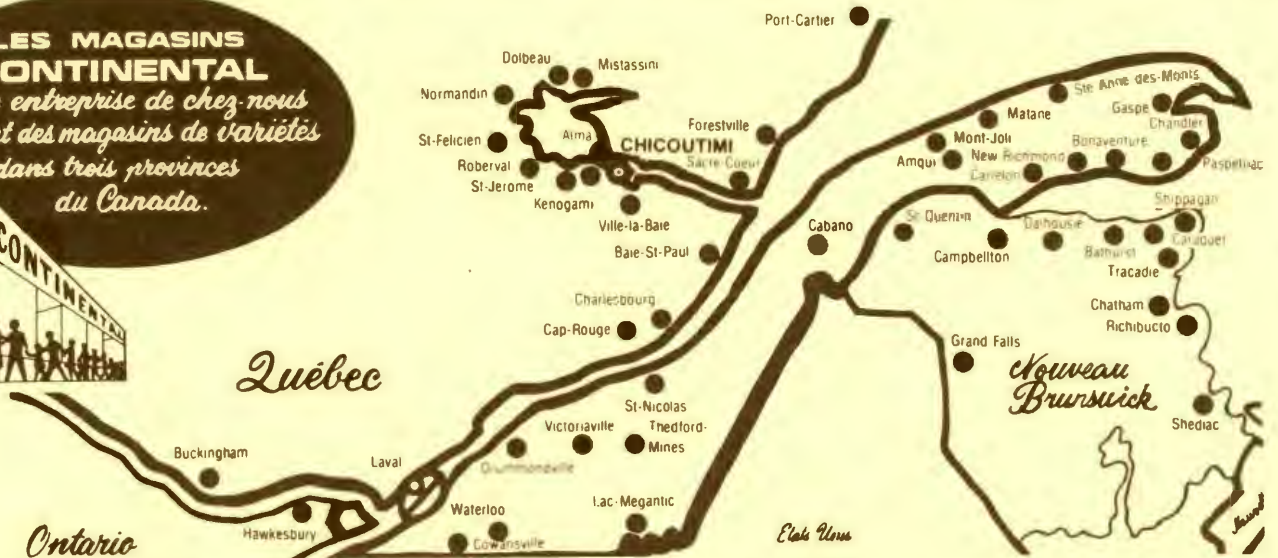 LES MAGASINS
CONTINENTAL
entreprise de chez-nous
et des magasins de variétés
dans trois provinces
du Canada.
CONTINENTAL
Port-Cartier
Dolbeau
Mistassini
Normandin
St-Felicien
Alma
CHICOUTIMI
Forestville
Sacre-Coeur
Roberval
St-Jerome
Kenogami
Ville-la-Baie
Baie-St-Paul
Ste Anne des-Monts
Matane
Gaspe
Chandler
Mont-Joli
Amqui
New Richmond
Bonaventure
Carleton
Paspebiac
Shippagan
Cabano
St Quentin
Dalhousie
Campbellton
Bathurst
Caraquet
Tracadie
Charlesbourg
Cap-Rouge
Chatham
Richibucto
Québec
Grand Falls
Nouveau
Brunswick
St-Nicolas
Victoriaville
Thedford-
Mines
Shediac
Buckingham
Laval
Drummondville
Lac-Megantic
Waterloo
Hawkesbury
Cowansville
Ontario
Etats Unis